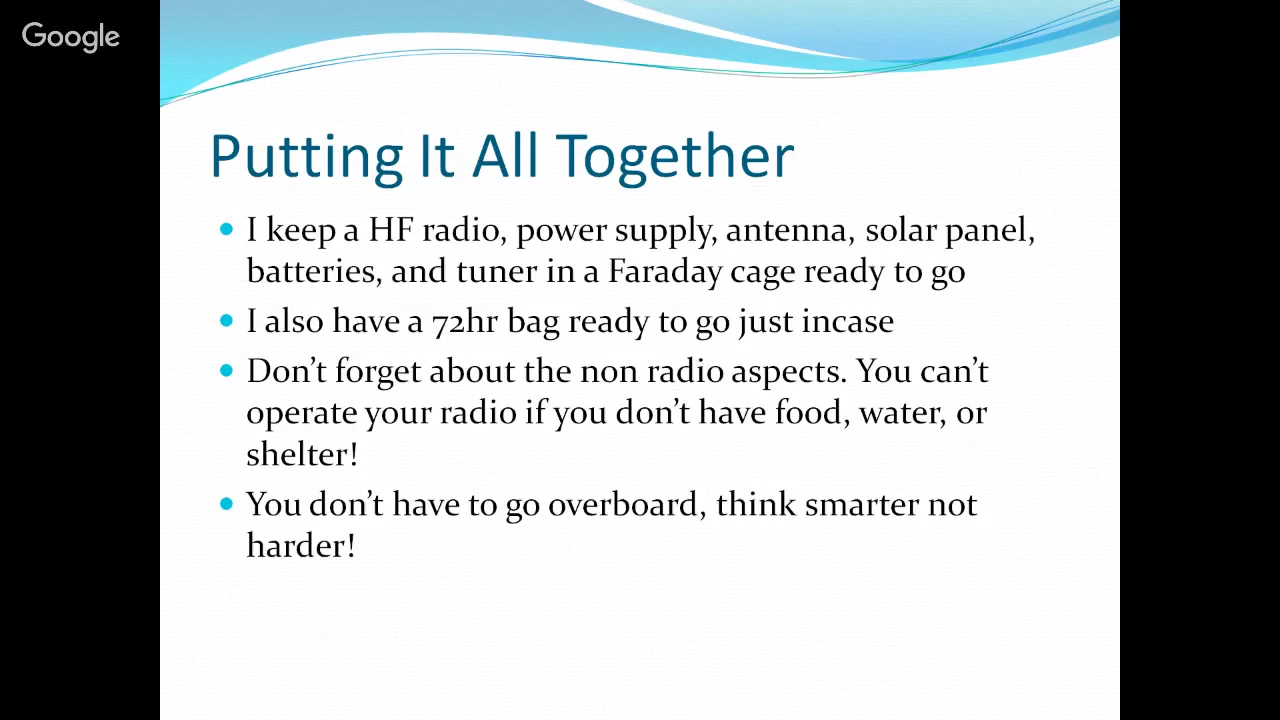 Google
Putting It All Together
• I keep a HF radio, power supply, antenna, solar panel,
batteries, and tuner in a Faraday cage ready to go
• I also have a 72hr bag ready to go just incase
• Don’t forget about the non radio aspects. You can’t
operate your radio if you don’t have food, water, or
shelter!
• You don’t have to go overboard, think smarter not
harder!